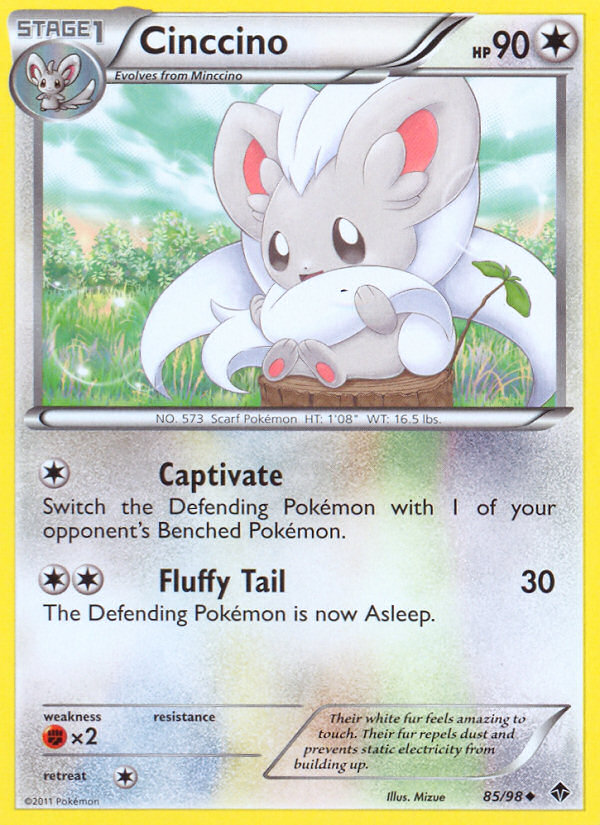 STAGE1
Cinccino
HP 90
Evolves from Minccino
NO. 573 Scarf Pokémon HT: 1'08" WT: 16.5 lbs.
Captivate
Switch the Defending Pokémon with 1 of your
opponent's Benched Pokémon.
Fluffy Tail 30
The Defending Pokémon is now Asleep.
weakness resistance
×2
retreat
Their white fur feels amazing to
touch. Their fur repels dust and
prevents static electricity from
building up.
©2011 Pokémon Illus. Mizue 85/98